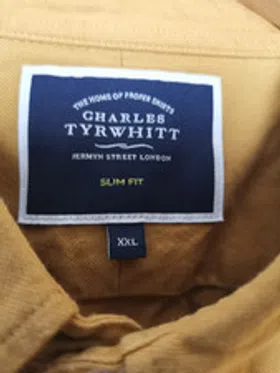 THE HOME OF PROPER SHIRTS
CHARLES
TYRWHITT
JERMYN STREET LONDON
SLIM FIT
XXL